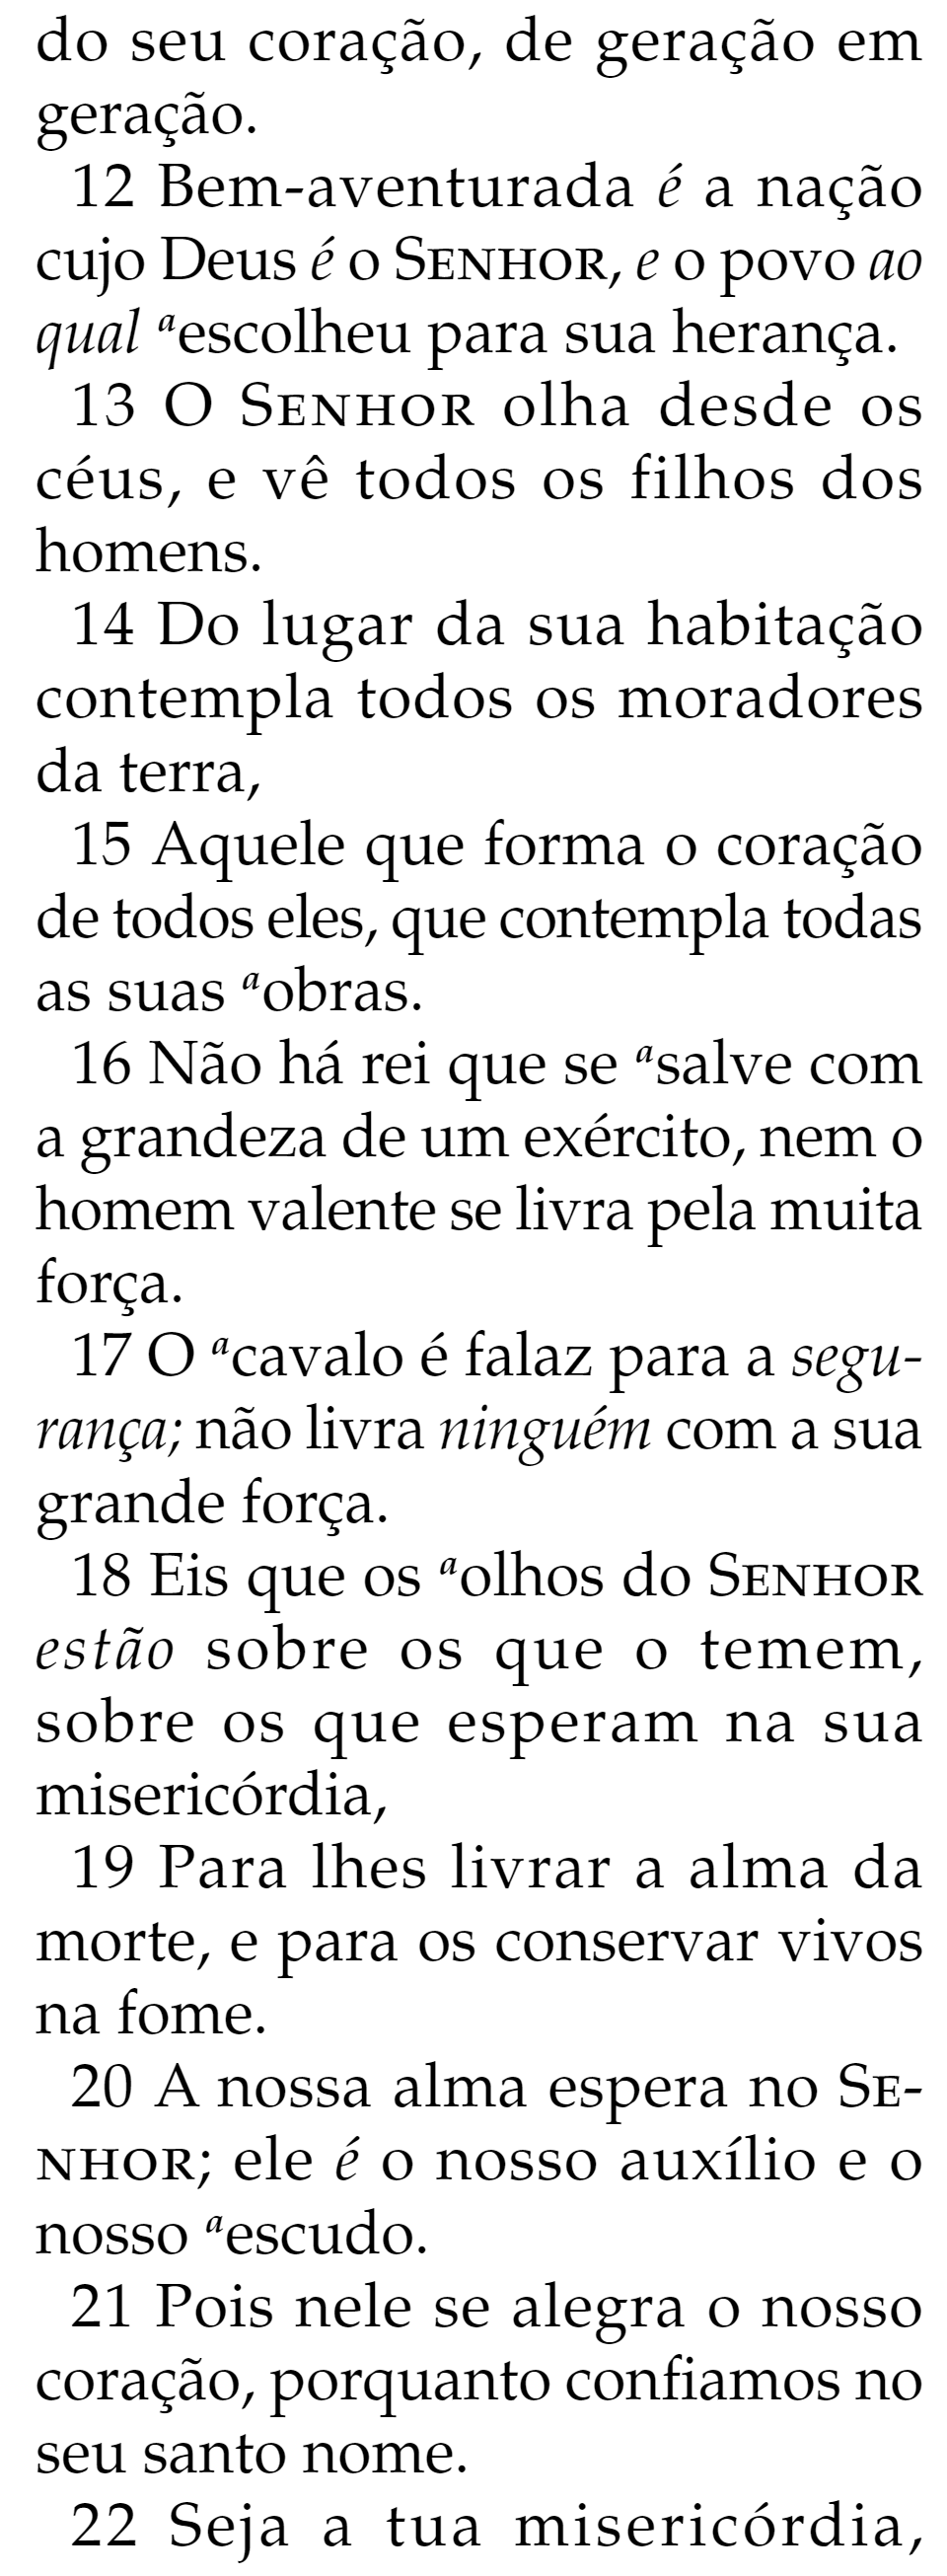 do seu coração, de geração em
geração.
12 Bem-aventurada é a nação
cujo Deus é o SENHOR, e o povo ao
qual ᵃescolheu para sua herança.
13 O SENHOR olha desde os
céus, e vê todos os filhos dos
homens.
14 Do lugar da sua habitação
contempla todos os moradores
da terra,
15 Aquele que forma o coração
de todos eles, que contempla todas
as suas ᵃobras.
16 Não há rei que se ᵃsalve com
a grandeza de um exército, nem o
homem valente se livra pela muita
força.
17 O ᵃcavalo é falaz para a segu-
rança; não livra ninguém com a sua
grande força.
18 Eis que os ᵃolhos do SENHOR
estão sobre os que o temem,
sobre os que esperam na sua
misericórdia,
19 Para lhes livrar a alma da
morte, e para os conservar vivos
na fome.
20 A nossa alma espera no SE-
NHOR; ele é o nosso auxílio e o
nosso ᵃescudo.
21 Pois nele se alegra o nosso
coração, porquanto confiamos no
seu santo nome.
22 Seja a tua misericórdia,